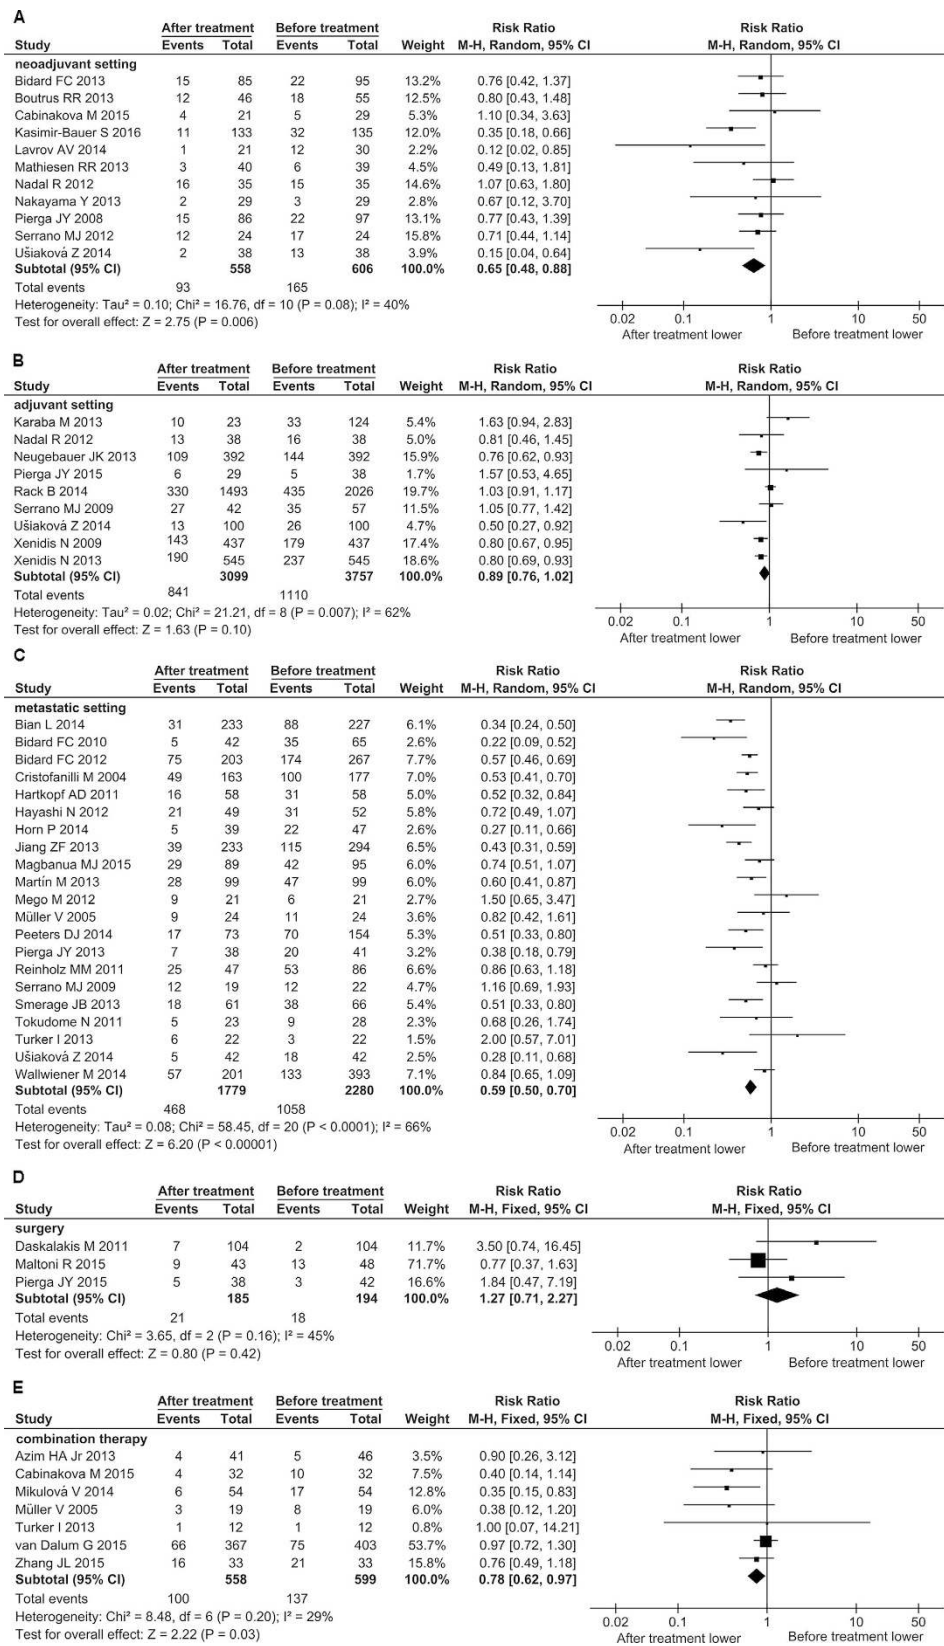 A
After treatment Before treatment Risk Ratio Risk Ratio
Study Events Total Events Total Weight M-H, Random, 95% CI M-H, Random, 95% CI
neoadjuvant setting
Bidard FC 2013 15 85 22 95 13.2% 0.76 [0.42, 1.37]
Boutrus RR 2013 12 46 18 55 12.5% 0.80 [0.43, 1.48]
Cabinakova M 2015 4 21 5 29 5.3% 1.10 [0.34, 3.63]
Kasimir-Bauer S 2016 11 133 32 135 12.0% 0.35 [0.18, 0.66]
Lavrov AV 2014 1 21 12 30 2.2% 0.12 [0.02, 0.85]
Mathiesen RR 2013 3 40 6 39 4.5% 0.49 [0.13, 1.81]
Nadal R 2012 16 35 15 35 14.6% 1.07 [0.63, 1.80]
Nakayama Y 2013 2 29 3 29 2.8% 0.67 [0.12, 3.70]
Pierga JY 2008 15 86 22 97 13.1% 0.77 [0.43, 1.39]
Serrano MJ 2012 12 24 17 24 15.8% 0.71 [0.44, 1.14]
Ušiaková Z 2014 2 38 13 38 3.9% 0.15 [0.04, 0.64]
Subtotal (95% CI) 558 606 100.0% 0.65 [0.48, 0.88]
Total events 93 165
Heterogeneity: Tau² = 0.10; Chi² = 16.76, df = 10 (P = 0.08); I² = 40%
Test for overall effect: Z = 2.75 (P = 0.006)
0.02 0.1 1 10 50
After treatment lower Before treatment lower
B
After treatment Before treatment Risk Ratio Risk Ratio
Study Events Total Events Total Weight M-H, Random, 95% CI M-H, Random, 95% CI
adjuvant setting
Karaba M 2013 10 23 33 124 5.4% 1.63 [0.94, 2.83]
Nadal R 2012 13 38 16 38 5.0% 0.81 [0.46, 1.45]
Neugebauer JK 2013 109 392 144 392 15.9% 0.76 [0.62, 0.93]
Pierga JY 2015 6 29 5 38 1.7% 1.57 [0.53, 4.65]
Rack B 2014 330 1493 435 2026 19.7% 1.03 [0.91, 1.17]
Serrano MJ 2009 27 42 35 57 11.5% 1.05 [0.77, 1.42]
Ušiaková Z 2014 13 100 26 100 4.7% 0.50 [0.27, 0.92]
Xenidis N 2009 143 437 179 437 17.4% 0.80 [0.67, 0.95]
Xenidis N 2013 190 545 237 545 18.6% 0.80 [0.69, 0.93]
Subtotal (95% CI) 3099 3757 100.0% 0.89 [0.76, 1.02]
Total events 841 1110
Heterogeneity: Tau² = 0.02; Chi² = 21.21, df = 8 (P = 0.007); I² = 62%
Test for overall effect: Z = 1.63 (P = 0.10)
0.02 0.1 1 10 50
After treatment lower Before treatment lower
C
After treatment Before treatment Risk Ratio Risk Ratio
Study Events Total Events Total Weight M-H, Random, 95% CI M-H, Random, 95% CI
metastatic setting
Bian L 2014 31 233 88 227 6.1% 0.34 [0.24, 0.50]
Bidard FC 2010 5 42 35 65 2.6% 0.22 [0.09, 0.52]
Bidard FC 2012 75 203 174 267 7.7% 0.57 [0.46, 0.69]
Cristofanilli M 2004 49 163 100 177 7.0% 0.53 [0.41, 0.70]
Hartkopf AD 2011 16 58 31 58 5.0% 0.52 [0.32, 0.84]
Hayashi N 2012 21 49 31 52 5.8% 0.72 [0.49, 1.07]
Horn P 2014 5 39 22 47 2.6% 0.27 [0.11, 0.66]
Jiang ZF 2013 39 233 115 294 6.5% 0.43 [0.31, 0.59]
Magbanua MJ 2015 29 89 42 95 6.0% 0.74 [0.51, 1.07]
Martín M 2013 28 99 47 99 6.0% 0.60 [0.41, 0.87]
Mego M 2012 9 21 6 21 2.7% 1.50 [0.65, 3.47]
Müller V 2005 9 24 11 24 3.6% 0.82 [0.42, 1.61]
Peeters DJ 2014 17 73 70 154 5.3% 0.51 [0.33, 0.80]
Pierga JY 2013 7 38 20 41 3.2% 0.38 [0.18, 0.79]
Reinholz MM 2011 25 47 53 86 6.6% 0.86 [0.63, 1.18]
Serrano MJ 2009 12 19 12 22 4.7% 1.16 [0.69, 1.93]
Smerage JB 2013 18 61 38 66 5.4% 0.51 [0.33, 0.80]
Tokudome N 2011 5 23 9 28 2.3% 0.68 [0.26, 1.74]
Turker I 2013 6 22 3 22 1.5% 2.00 [0.57, 7.01]
Ušiaková Z 2014 5 42 18 42 2.5% 0.28 [0.11, 0.68]
Wallwiener M 2014 57 201 133 393 7.1% 0.84 [0.65, 1.09]
Subtotal (95% CI) 1779 2280 100.0% 0.59 [0.50, 0.70]
Total events 468 1058
Heterogeneity: Tau² = 0.08; Chi² = 58.45, df = 20 (P < 0.0001); I² = 66%
Test for overall effect: Z = 6.20 (P < 0.00001)
0.02 0.1 1 10 50
After treatment lower Before treatment lower
D
After treatment Before treatment Risk Ratio Risk Ratio
Study Events Total Events Total Weight M-H, Fixed, 95% CI M-H, Fixed, 95% CI
surgery
Daskalakis M 2011 7 104 2 104 11.7% 3.50 [0.74, 16.45]
Maltoni R 2015 9 43 13 48 71.7% 0.77 [0.37, 1.63]
Pierga JY 2015 5 38 3 42 16.6% 1.84 [0.47, 7.19]
Subtotal (95% CI) 185 194 100.0% 1.27 [0.71, 2.27]
Total events 21 18
Heterogeneity: Chi² = 3.65, df = 2 (P = 0.16); I² = 45%
Test for overall effect: Z = 0.80 (P = 0.42)
0.02 0.1 1 10 50
After treatment lower Before treatment lower
E
After treatment Before treatment Risk Ratio Risk Ratio
Study Events Total Events Total Weight M-H, Fixed, 95% CI M-H, Fixed, 95% CI
combination therapy
Azim HA Jr 2013 4 41 5 46 3.5% 0.90 [0.26, 3.12]
Cabinakova M 2015 4 32 10 32 7.5% 0.40 [0.14, 1.14]
Mikulová V 2014 6 54 17 54 12.8% 0.35 [0.15, 0.83]
Müller V 2005 3 19 8 19 6.0% 0.38 [0.12, 1.20]
Turker I 2013 1 12 1 12 0.8% 1.00 [0.07, 14.21]
van Dalum G 2015 66 367 75 403 53.7% 0.97 [0.72, 1.30]
Zhang JL 2015 16 33 21 33 15.8% 0.76 [0.49, 1.18]
Subtotal (95% CI) 558 599 100.0% 0.78 [0.62, 0.97]
Total events 100 137
Heterogeneity: Chi² = 8.48, df = 6 (P = 0.20); I² = 29%
Test for overall effect: Z = 2.22 (P = 0.03)
0.02 0.1 1 10 50
After treatment lower Before treatment lower